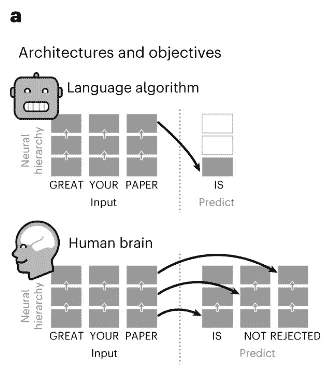 a
Architectures and objectives
Language algorithm
Neural
hierarchy
GREAT YOUR PAPER IS
Input Predict
Human brain
Neural
hierarchy
GREAT YOUR PAPER IS NOT REJECTED
Input Predict